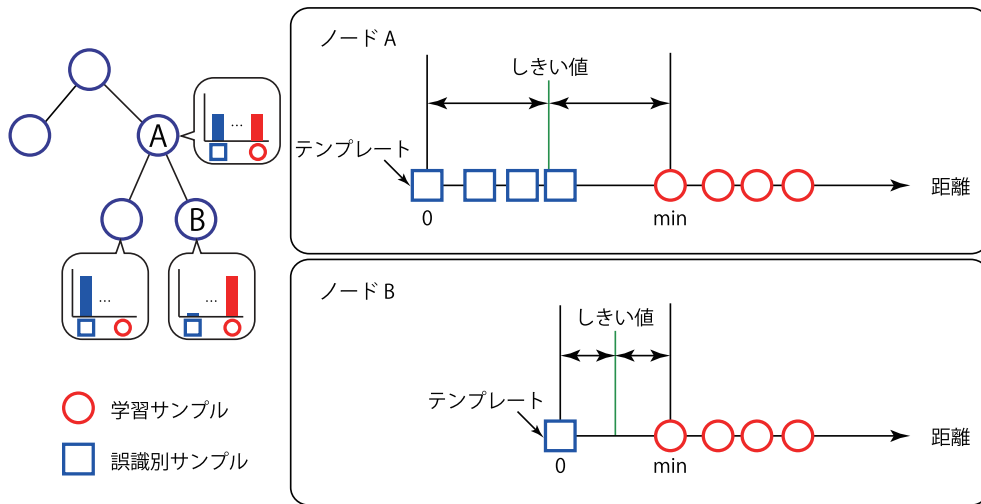 A
B
…
…
…
学習サンプル
誤識別サンプル
ノード A
しきい値
テンプレート
0
min
距離
ノード B
しきい値
テンプレート
0
min
距離